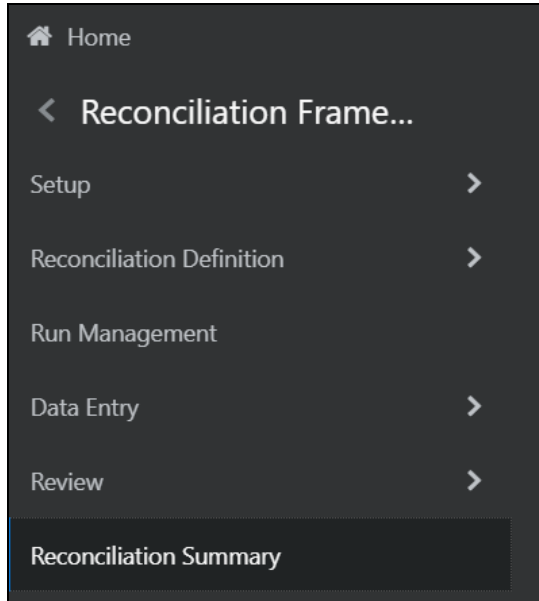 Home
Reconciliation Frame...
Setup
Reconciliation Definition
Run Management
Data Entry
Review
Reconciliation Summary